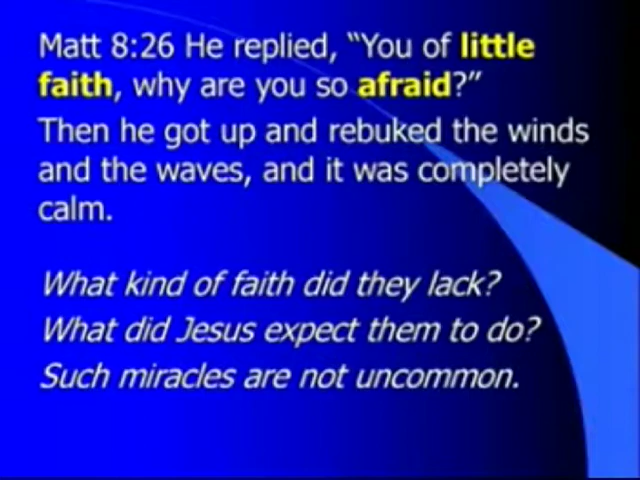 Matt 8:26 He replied, “You of little
faith, why are you so afraid?”
Then he got up and rebuked the winds
and the waves, and it was completely
calm.
What kind of faith did they lack?
What did Jesus expect them to do?
Such miracles are not uncommon.